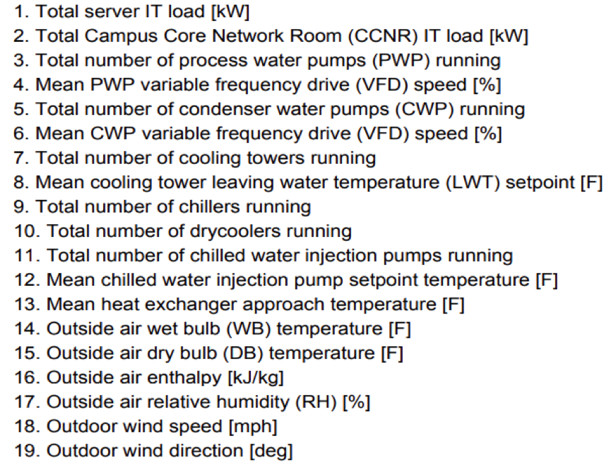 1. Total server IT load [kW]
2. Total Campus Core Network Room (CCNR) IT load [kW]
3. Total number of process water pumps (PWP) running
4. Mean PWP variable frequency drive (VFD) speed [%]
5. Total number of condenser water pumps (CWP) running
6. Mean CWP variable frequency drive (VFD) speed [%]
7. Total number of cooling towers running
8. Mean cooling tower leaving water temperature (LWT) setpoint [F]
9. Total number of chillers running
10. Total number of drycoolers running
11. Total number of chilled water injection pumps running
12. Mean chilled water injection pump setpoint temperature [F]
13. Mean heat exchanger approach temperature [F]
14. Outside air wet bulb (WB) temperature [F]
15. Outside air dry bulb (DB) temperature [F]
16. Outside air enthalpy [kJ/kg]
17. Outside air relative humidity (RH) [%]
18. Outdoor wind speed [mph]
19. Outdoor wind direction [deg]